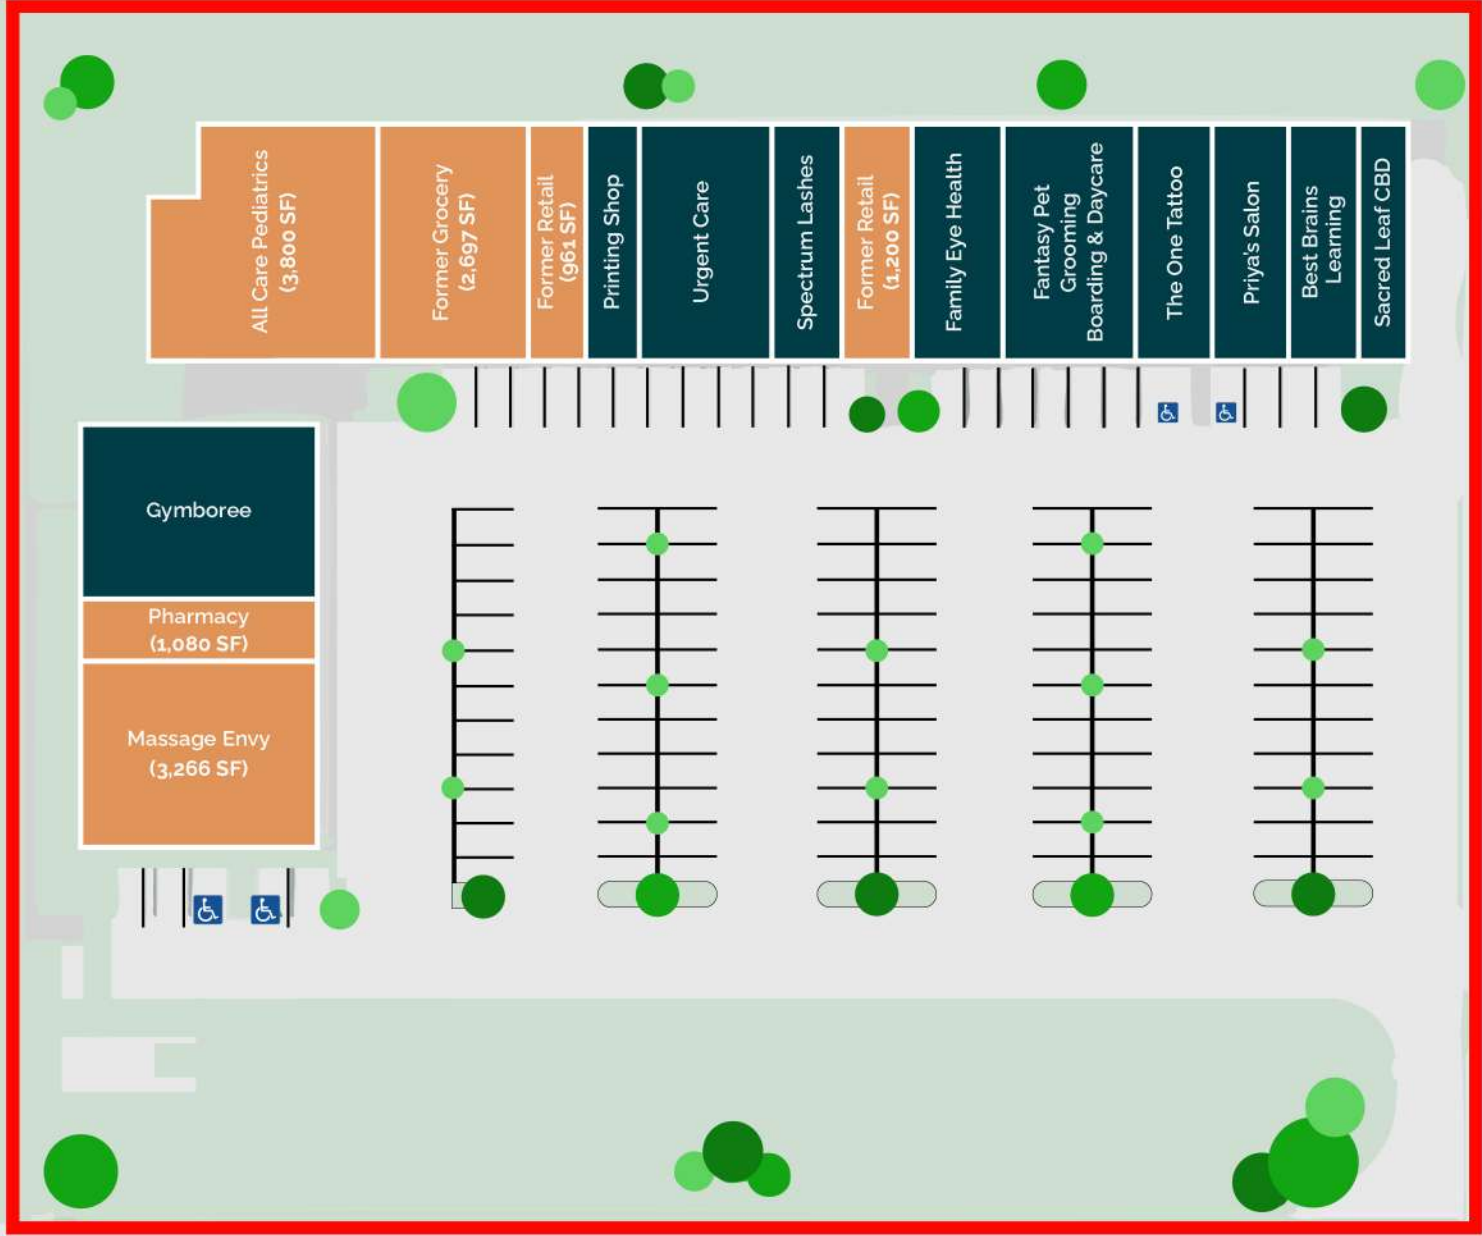 All Care Pediatrics
(3,800 SF)
Former Grocery
(2,697 SF)
Former Retail
(961 SF)
Printing Shop
Urgent Care
Spectrum Lashes
Former Retail
(1,200 SF)
Family Eye Health
Fantasy Pet
Grooming
Boarding & Daycare
The One Tattoo
Priya's Salon
Best Brains
Learning
Sacred Leaf CBD
Gymboree
Pharmacy
(1,080 SF)
Massage Envy
(3,266 SF)